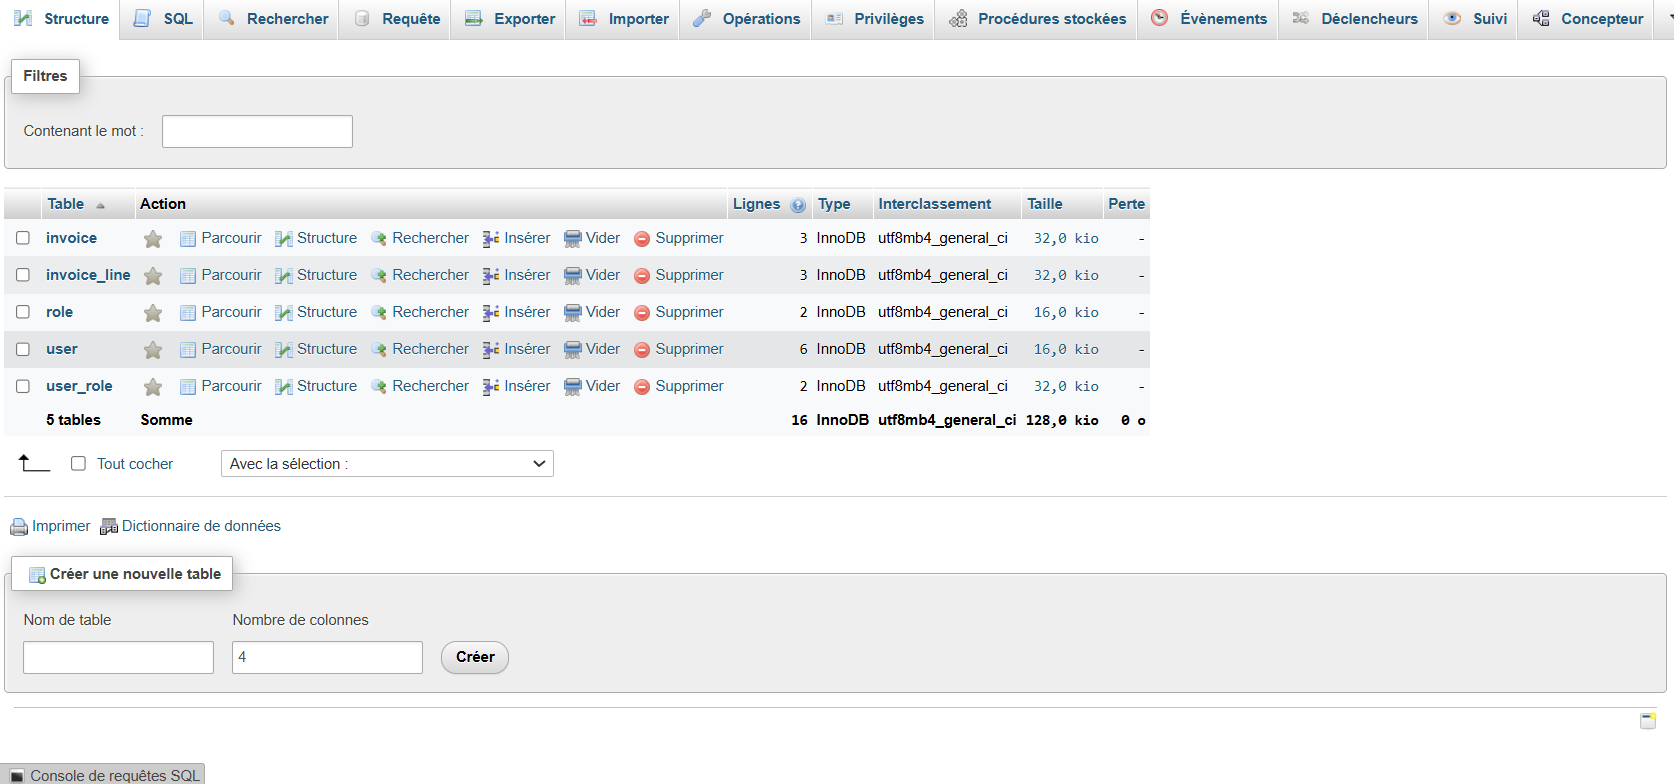 Structure SQL Rechercher Requête Exporter Importer Opérations Privilèges Procédures stockées Évènements Déclencheurs Suivi Concepteur
Filtres
Contenant le mot :
Table Action Lignes Type Interclassement Taille Perte
invoice Parcourir Structure Rechercher Insérer Vider Supprimer 3 InnoDB utf8mb4_general_ci 32,0 kio -
invoice_line Parcourir Structure Rechercher Insérer Vider Supprimer 3 InnoDB utf8mb4_general_ci 32,0 kio -
role Parcourir Structure Rechercher Insérer Vider Supprimer 2 InnoDB utf8mb4_general_ci 16,0 kio -
user Parcourir Structure Rechercher Insérer Vider Supprimer 6 InnoDB utf8mb4_general_ci 16,0 kio -
user_role Parcourir Structure Rechercher Insérer Vider Supprimer 2 InnoDB utf8mb4_general_ci 32,0 kio -
5 tables Somme 16 InnoDB utf8mb4_general_ci 128,0 kio 0 o
Tout cocher Avec la sélection :
Imprimer Dictionnaire de données
Créer une nouvelle table
Nom de table Nombre de colonnes
4 Créer
Console de requêtes SQL